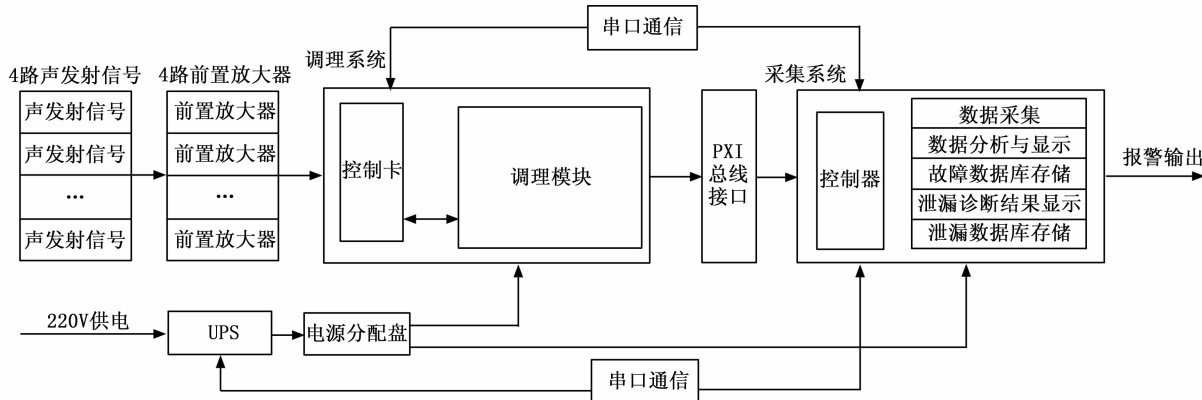 串口通信
调理系统
采集系统
4路声发射信号
4路前置放大器
声发射信号
声发射信号
...
声发射信号
前置放大器
前置放大器
...
前置放大器
控制卡
调理模块
PXI
总线
接口
控制器
数据采集
数据分析与显示
故障数据库存储
泄漏诊断结果显示
泄漏数据库存储
报警输出
220V供电
UPS
电源分配盘
串口通信